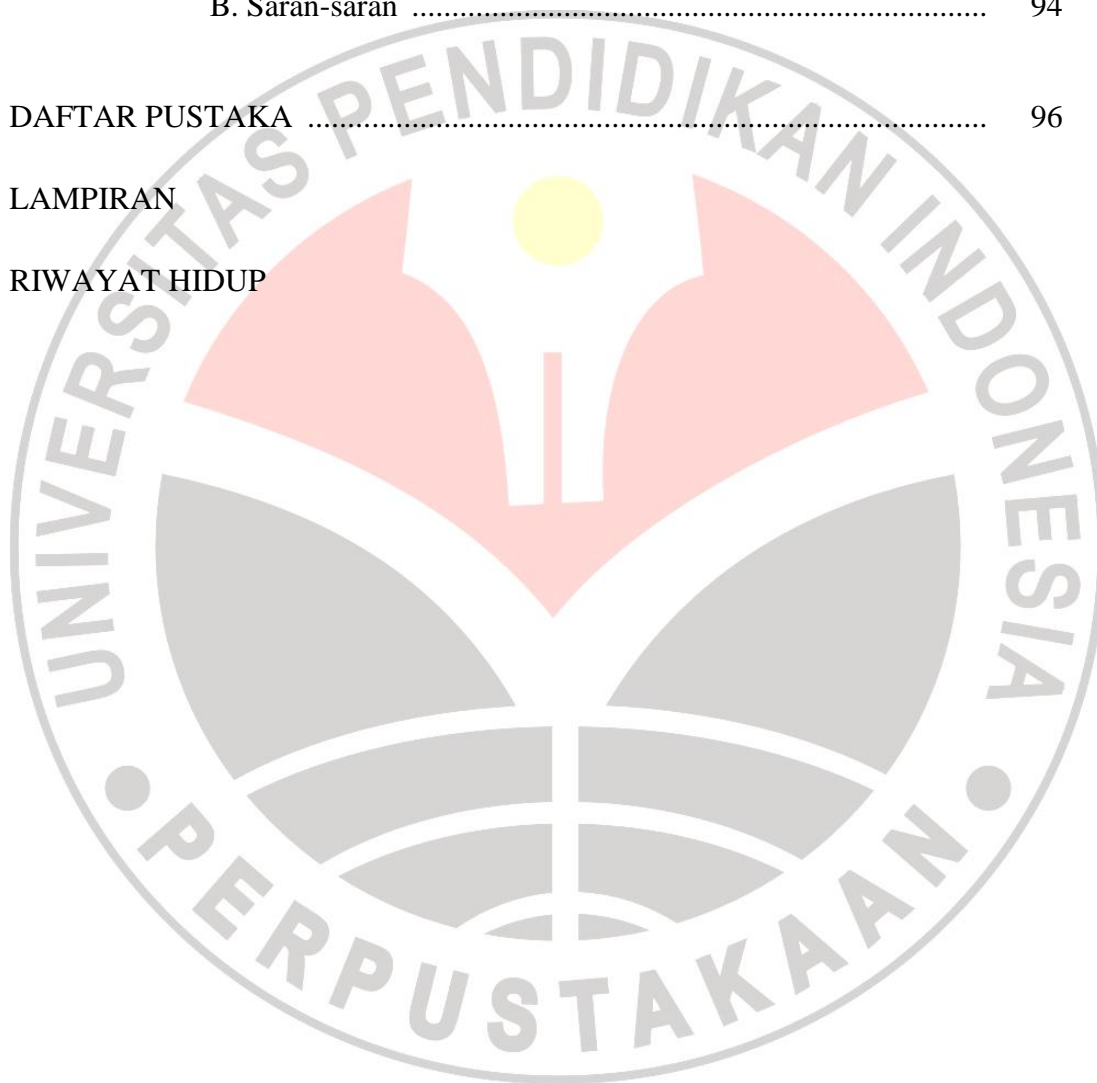 B. Saran-saran ........................................................................ 94
DAFTAR PUSTAKA ..................................................................................... 96
LAMPIRAN
RIWAYAT HIDUP
UNIVERSITAS PENDIDIKAN INDONESIA
PERPUSTAKAAN